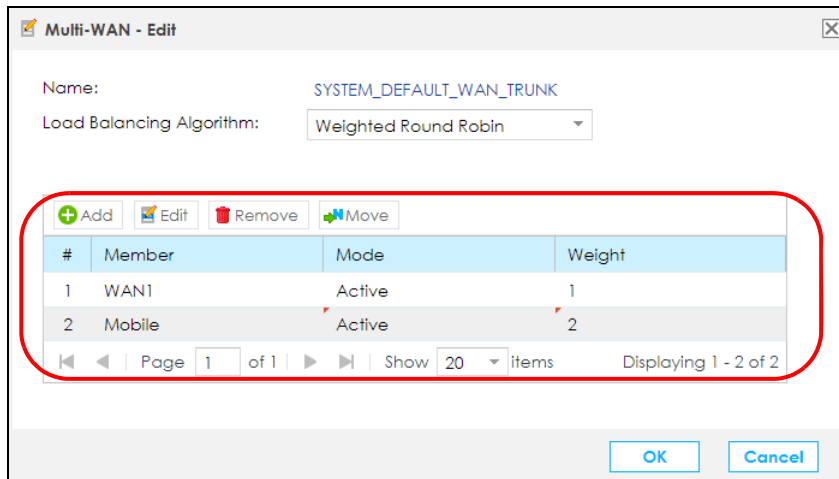 Multi-WAN - Edit
Name: SYSTEM_DEFAULT_WAN_TRUNK
Load Balancing Algorithm: Weighted Round Robin
Add Edit Remove Move
# Member Mode Weight
1 WAN1 Active 1
2 Mobile Active 2
Page 1 of 1 Show 20 items Displaying 1 - 2 of 2
OK Cancel